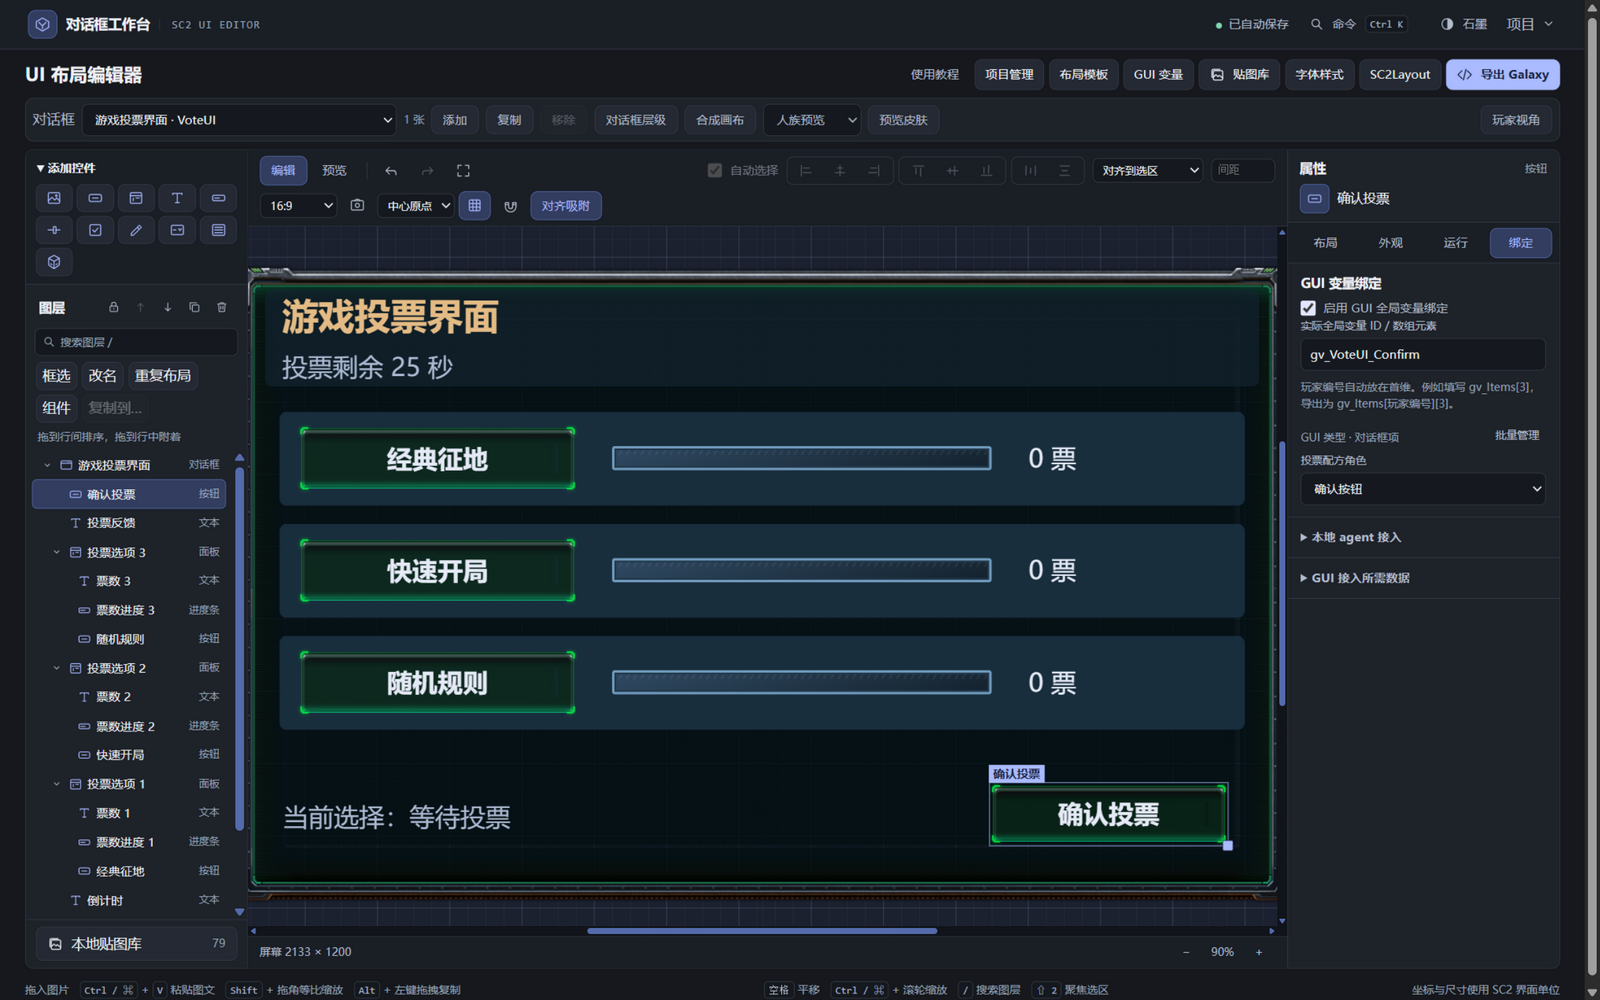 对话框工作台 SC2 UI EDITOR 已自动保存 命令 Ctrl K 石墨 项目
UI 布局编辑器 使用教程 项目管理 布局模板 GUI 变量 贴图库 字体样式 SC2Layout </> 导出 Galaxy
对话框 游戏投票界面 · VoteUI 1 张 添加 复制 移除 对话框层级 合成画布 人族预览 预览皮肤 玩家视角
添加控件
编辑 预览 自动选择 对齐到选区 间距
16:9 中心原点 对齐吸附
图层
搜索图层 /
框选 改名 重复布局
组件 复制到...
拖到行间排序，拖到行中附着
游戏投票界面 对话框
确认投票 按钮
投票反馈 文本
投票选项 3 面板
票数 3 文本
票数进度 3 进度条
随机规则 按钮
投票选项 2 面板
票数 2 文本
票数进度 2 进度条
快速开局 按钮
投票选项 1 面板
票数 1 文本
票数进度 1 进度条
经典征地 按钮
倒计时 文本
本地贴图库 79
游戏投票界面
投票剩余 25 秒
经典征地 0 票
快速开局 0 票
随机规则 0 票
确认投票
当前选择：等待投票 确认投票
屏幕 2133 × 1200 − 90% +
属性 按钮
确认投票
布局 外观 运行 绑定
GUI 变量绑定
启用 GUI 全局变量绑定
实际全局变量 ID / 数组元素
gv_VoteUI_Confirm
玩家编号自动放在首维。例如填写 gv_Items[3]，
导出为 gv_Items[玩家编号][3]。
GUI 类型 · 对话框项 批量管理
投票配方角色
确认按钮
本地 agent 接入
GUI 接入所需数据
拖入图片 Ctrl / ⌘ + V 粘贴图文 Shift + 拖角等比缩放 Alt + 左键拖拽复制 空格 平移 Ctrl / ⌘ + 滚轮缩放 / 搜索图层 ⇧ 2 聚焦选区 坐标与尺寸使用 SC2 界面单位